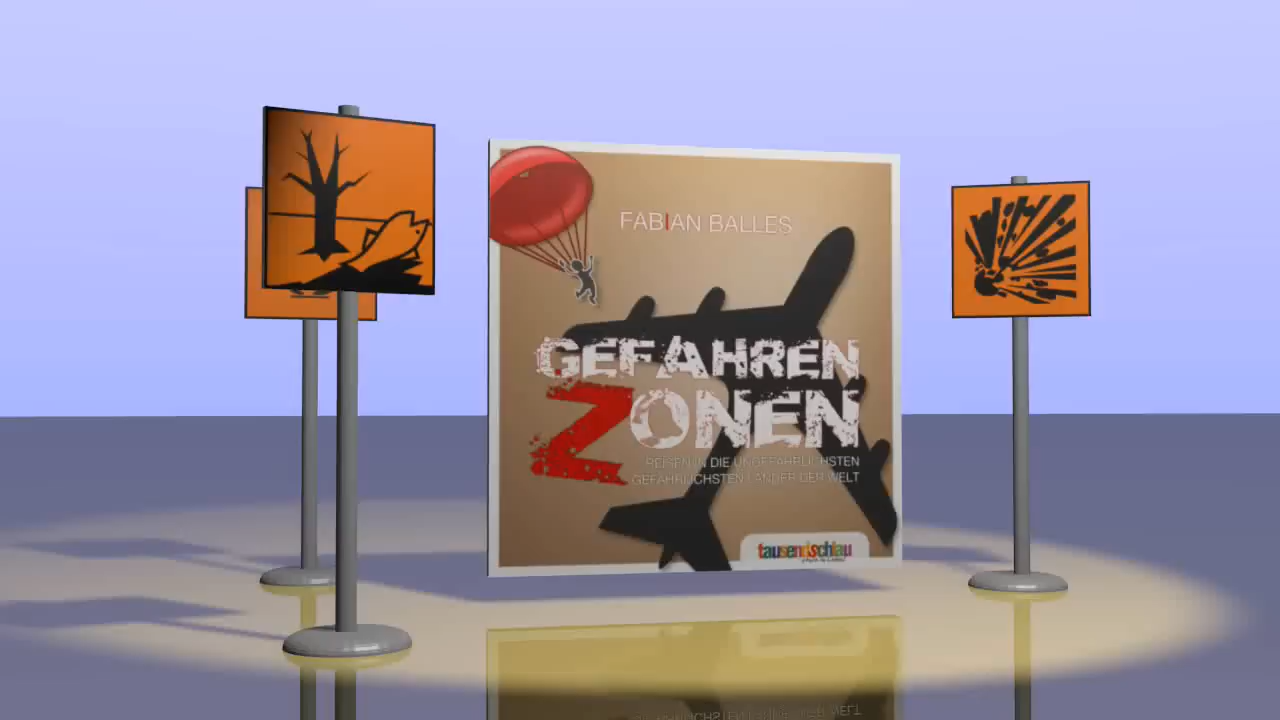 FABIAN BALLES
GEFAHREN
ZONEN
REISEN IN DIE UNGEFÄHRLICHSTEN
GEFÄHRLICHSTEN LÄNDER DER WELT
tausendschlau